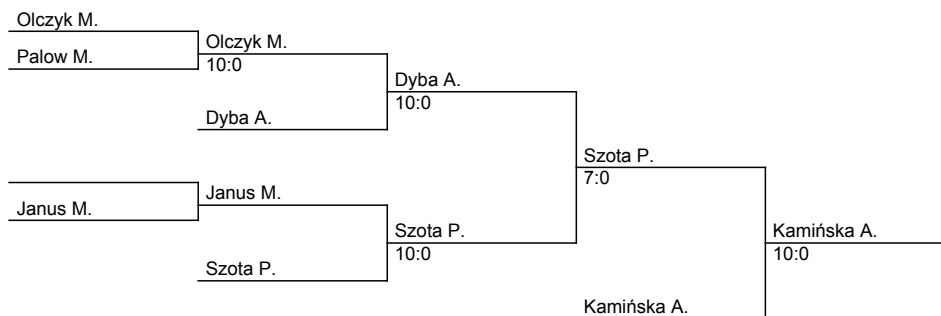 Olczyk M.
Palow M.
Olczyk M.
10:0
Dyba A.
Dyba A.
10:0
Janus M.
Janus M.
Szota P.
Szota P.
10:0
Szota P.
7:0
Kamińska A.
Kamińska A.
10:0